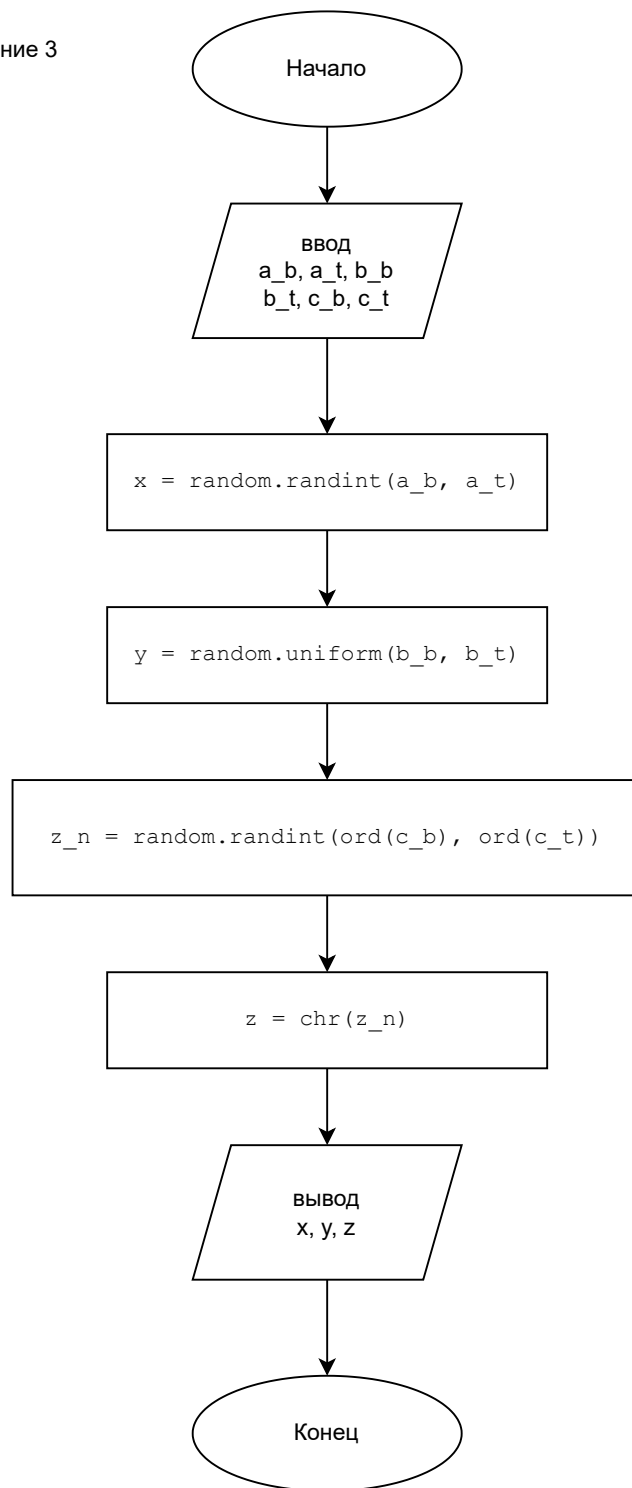 ние 3
Начало
ввод
a_b, a_t, b_b
b_t, c_b, c_t
x = random.randint(a_b, a_t)
y = random.uniform(b_b, b_t)
z_n = random.randint(ord(c_b), ord(c_t))
z = chr(z_n)
вывод
x, y, z
Конец